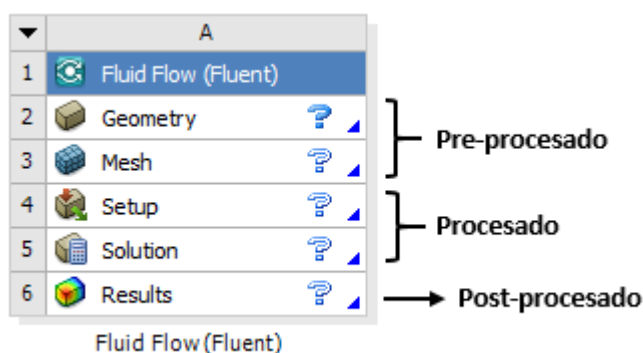 A
1 Fluid Flow (Fluent)
2 Geometry ?
3 Mesh ?
Pre-procesado
4 Setup ?
5 Solution ?
Procesado
6 Results ?
Post-procesado
Fluid Flow (Fluent)